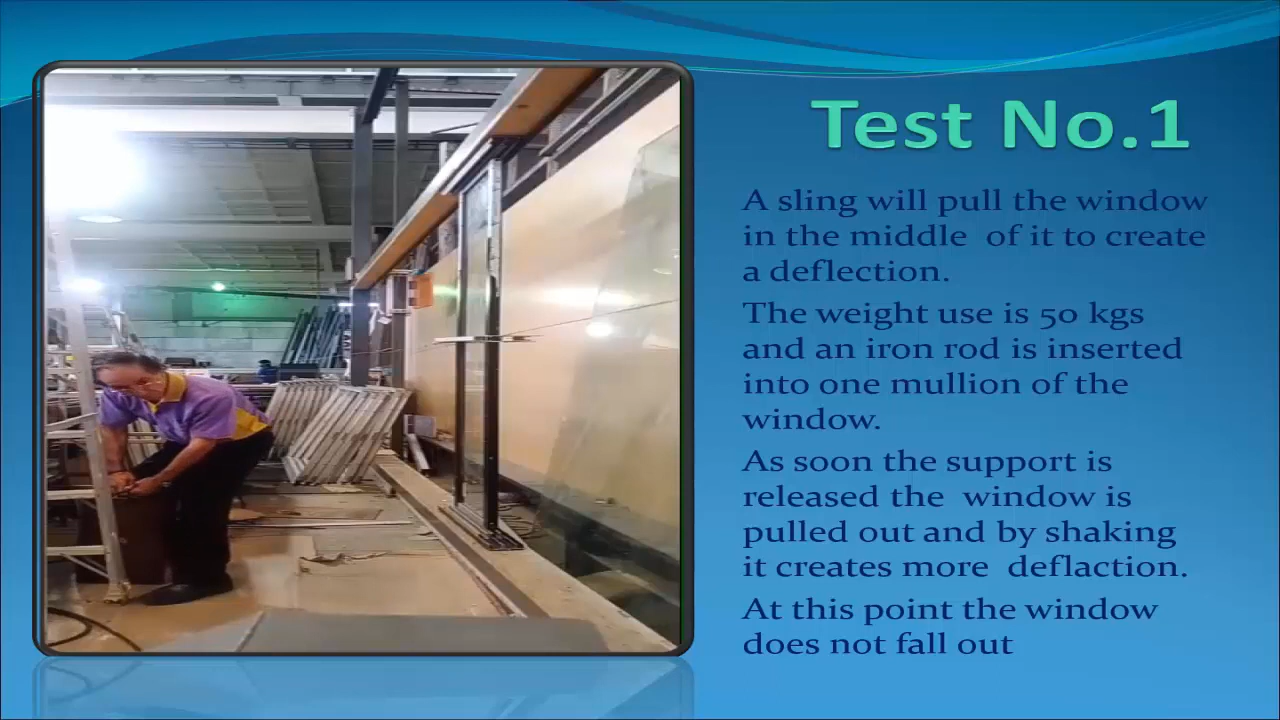 Test No.1
A sling will pull the window
in the middle of it to create
a deflection.
The weight use is 50 kgs
and an iron rod is inserted
into one mullion of the
window.
As soon the support is
released the window is
pulled out and by shaking
it creates more deflaction.
At this point the window
does not fall out